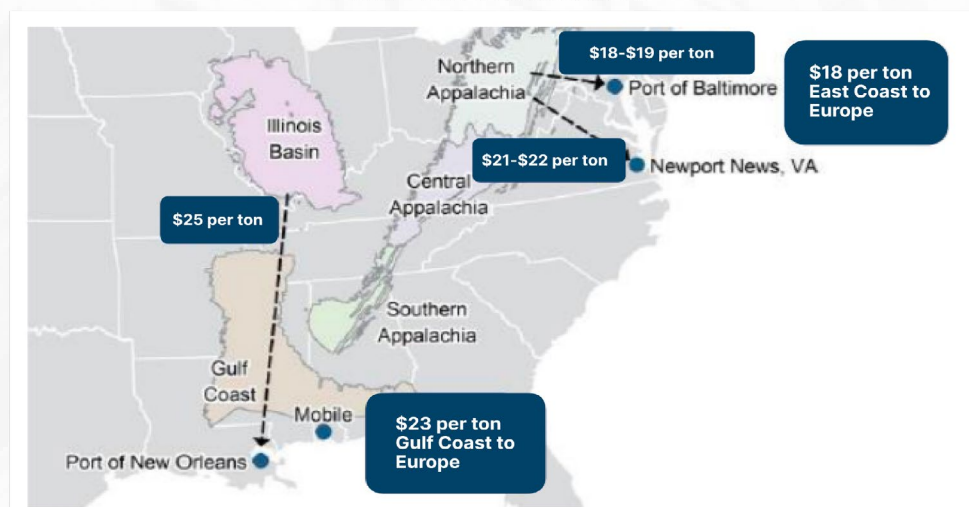 $18-$19 per ton
Northern
Appalachia
Port of Baltimore
$18 per ton
East Coast to
Europe
Illinois
Basin
$21-$22 per ton
Newport News, VA
Central
Appalachia
$25 per ton
Southern
Appalachia
Gulf
Coast
Mobile
$23 per ton
Gulf Coast to
Europe
Port of New Orleans